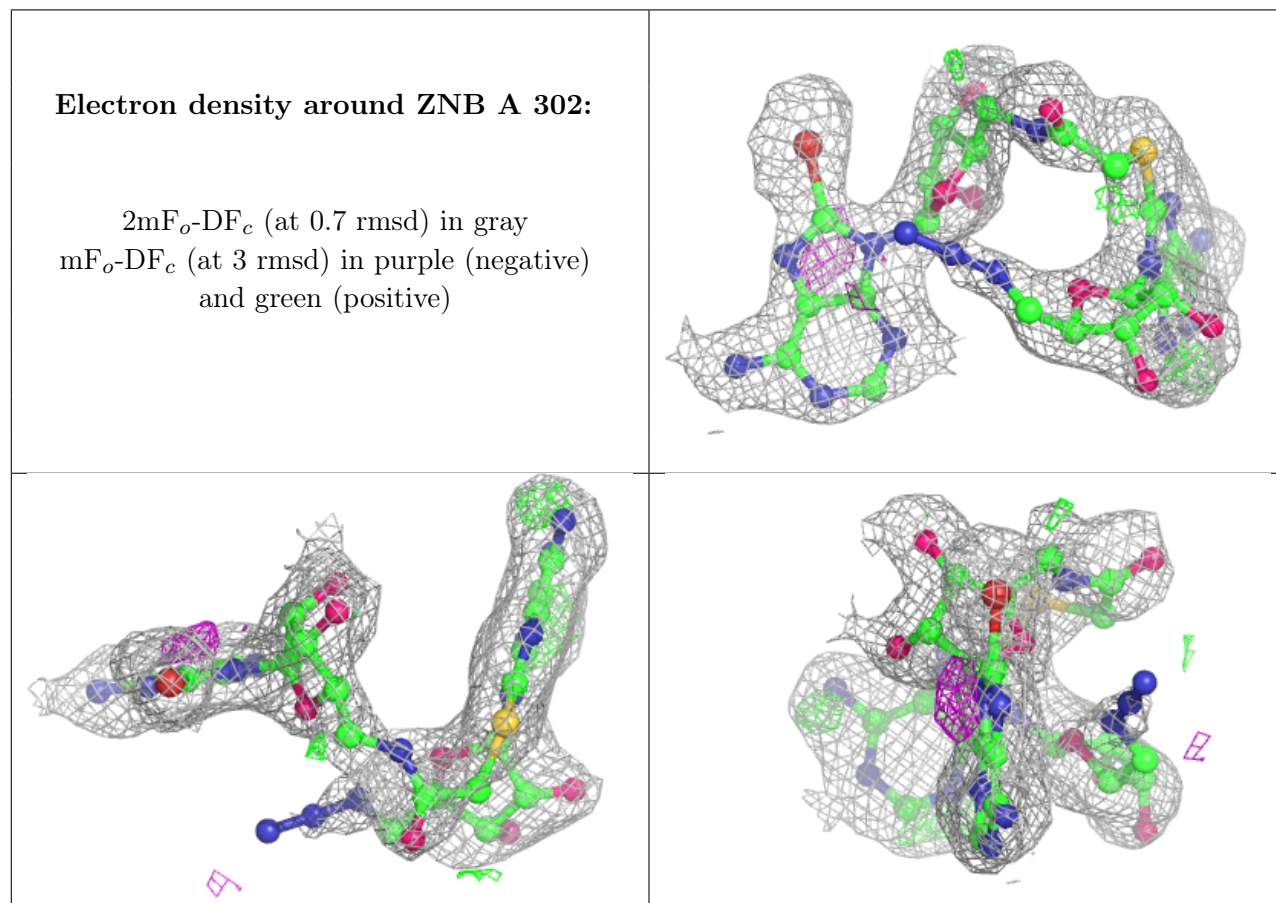 Electron density around ZNB A 302:
2mFo-DFc (at 0.7 rmsd) in gray
mFo-DFc (at 3 rmsd) in purple (negative)
and green (positive)